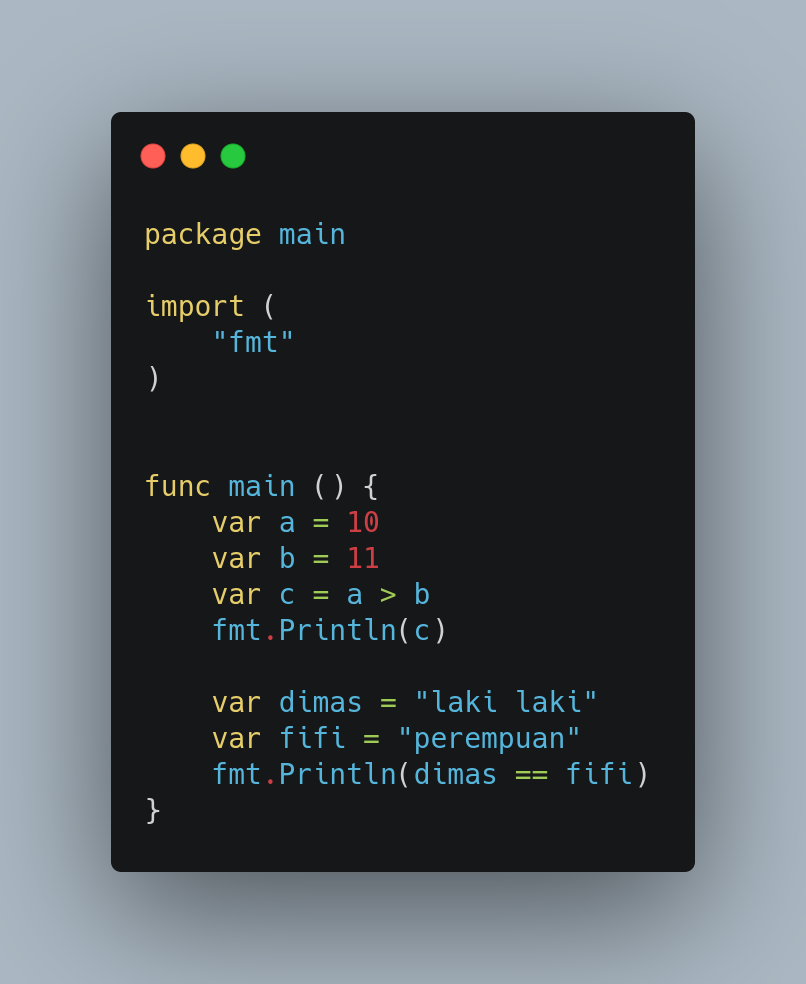 package main
import (
    "fmt"
)
func main () {
    var a = 10
    var b = 11
    var c = a > b
    fmt.Println(c)
    var dimas = "laki laki"
    var fifi = "perempuan"
    fmt.Println(dimas == fifi)
}